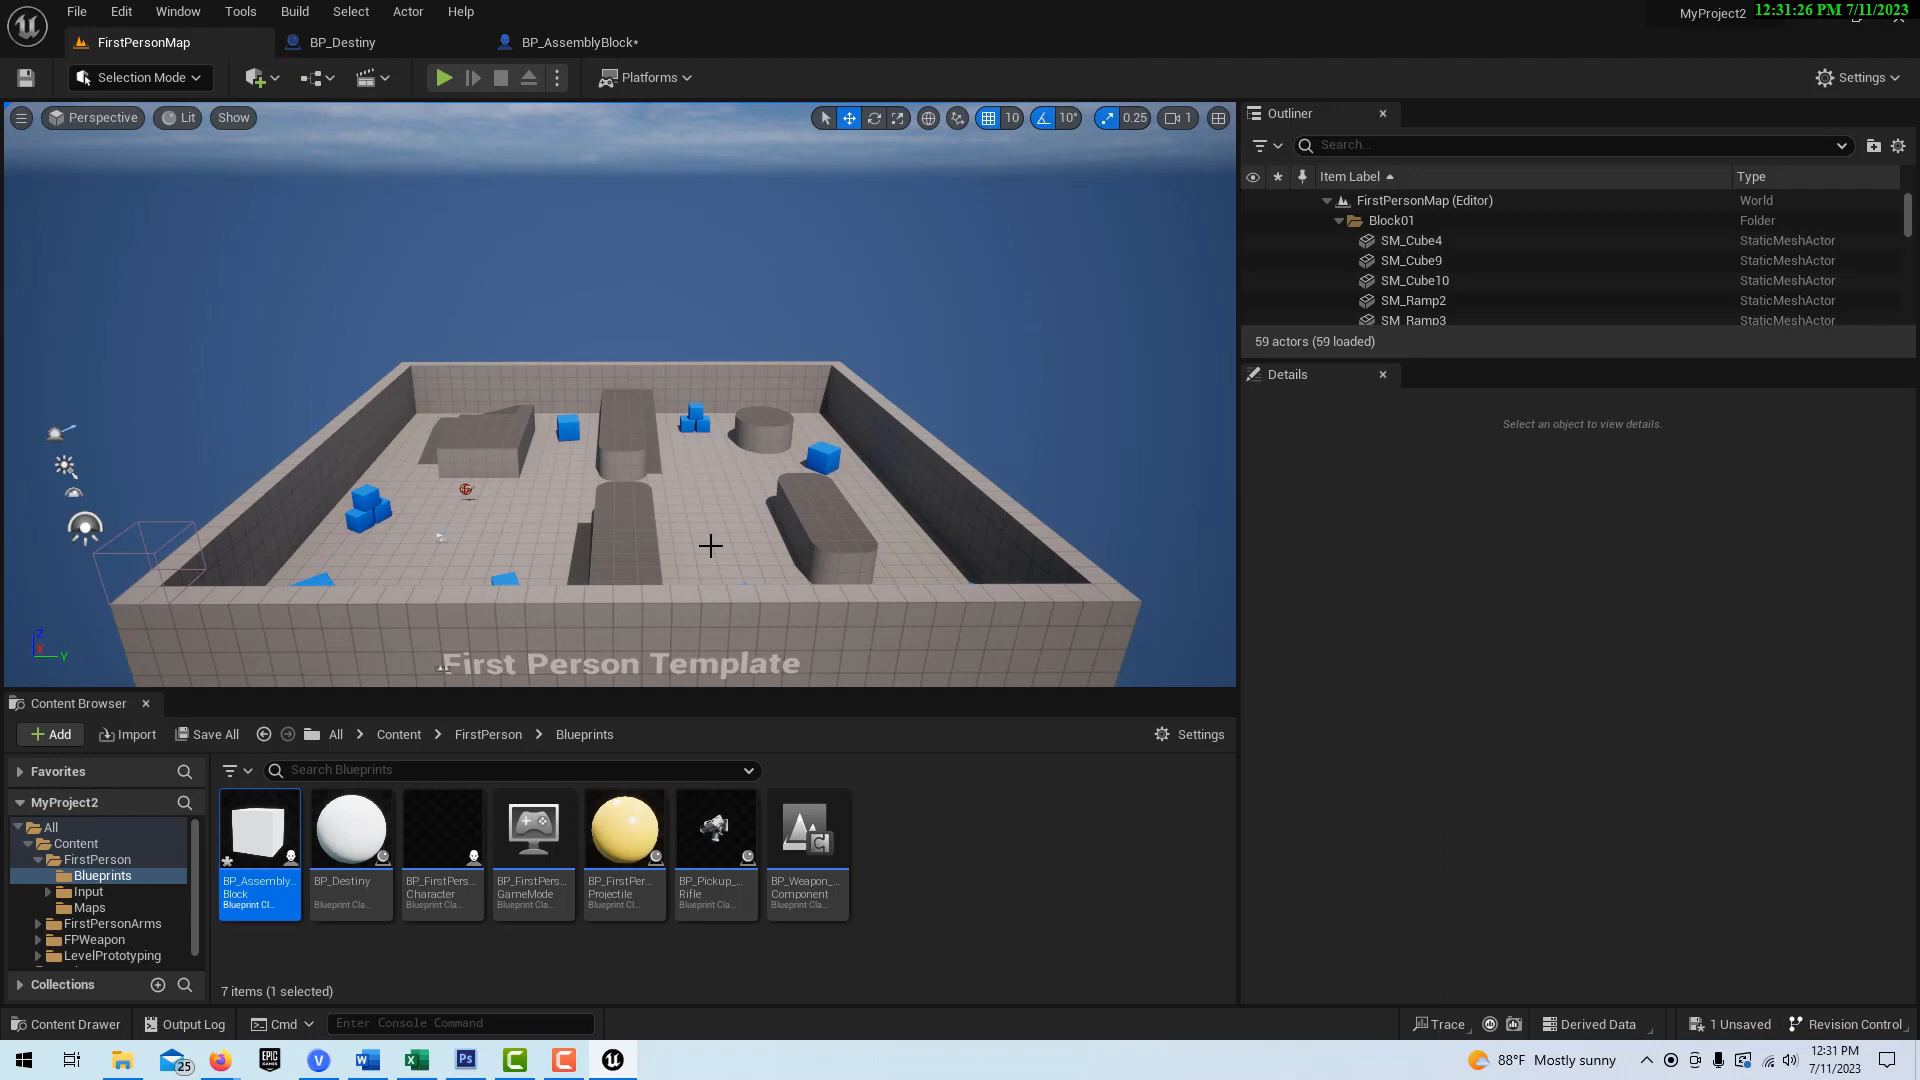 File Edit Window Tools Build Select Actor Help
MyProject2
12:31:26 PM 7/11/2023
FirstPersonMap
BP_Destiny
BP_AssemblyBlock*
Selection Mode
Platforms
Settings
Perspective
Lit
Show
10
10°
0.25
1
Outliner
Search...
Item Label
Type
FirstPersonMap (Editor) World
Block01 Folder
SM_Cube4 StaticMeshActor
SM_Cube9 StaticMeshActor
SM_Cube10 StaticMeshActor
SM_Ramp2 StaticMeshActor
SM_Ramp3 StaticMeshActor
59 actors (59 loaded)
Details
Select an object to view details.
Z
X
Y
First Person Template
Content Browser
Add
Import
Save All
All
Content
FirstPerson
Blueprints
Settings
Favorites
MyProject2
All
Content
FirstPerson
Blueprints
Input
Maps
FirstPersonArms
FPWeapon
LevelPrototyping
Collections
Search Blueprints
BP_Assembly...
Block
Blueprint Cl...
BP_Destiny
Blueprint Cla...
BP_FirstPers...
Character
Blueprint Cla...
BP_FirstPers...
GameMode
Blueprint Cla...
BP_FirstPer...
Projectile
Blueprint Cla...
BP_Pickup_...
Rifle
Blueprint Cla...
BP_Weapon_...
Component
Blueprint Cla...
7 items (1 selected)
Content Drawer
Output Log
Cmd
Enter Console Command
Trace
Derived Data
1 Unsaved
Revision Control
25
EPIC
GAMES
V
W
X
Ps
C
C
88°F Mostly sunny
12:31 PM
7/11/2023